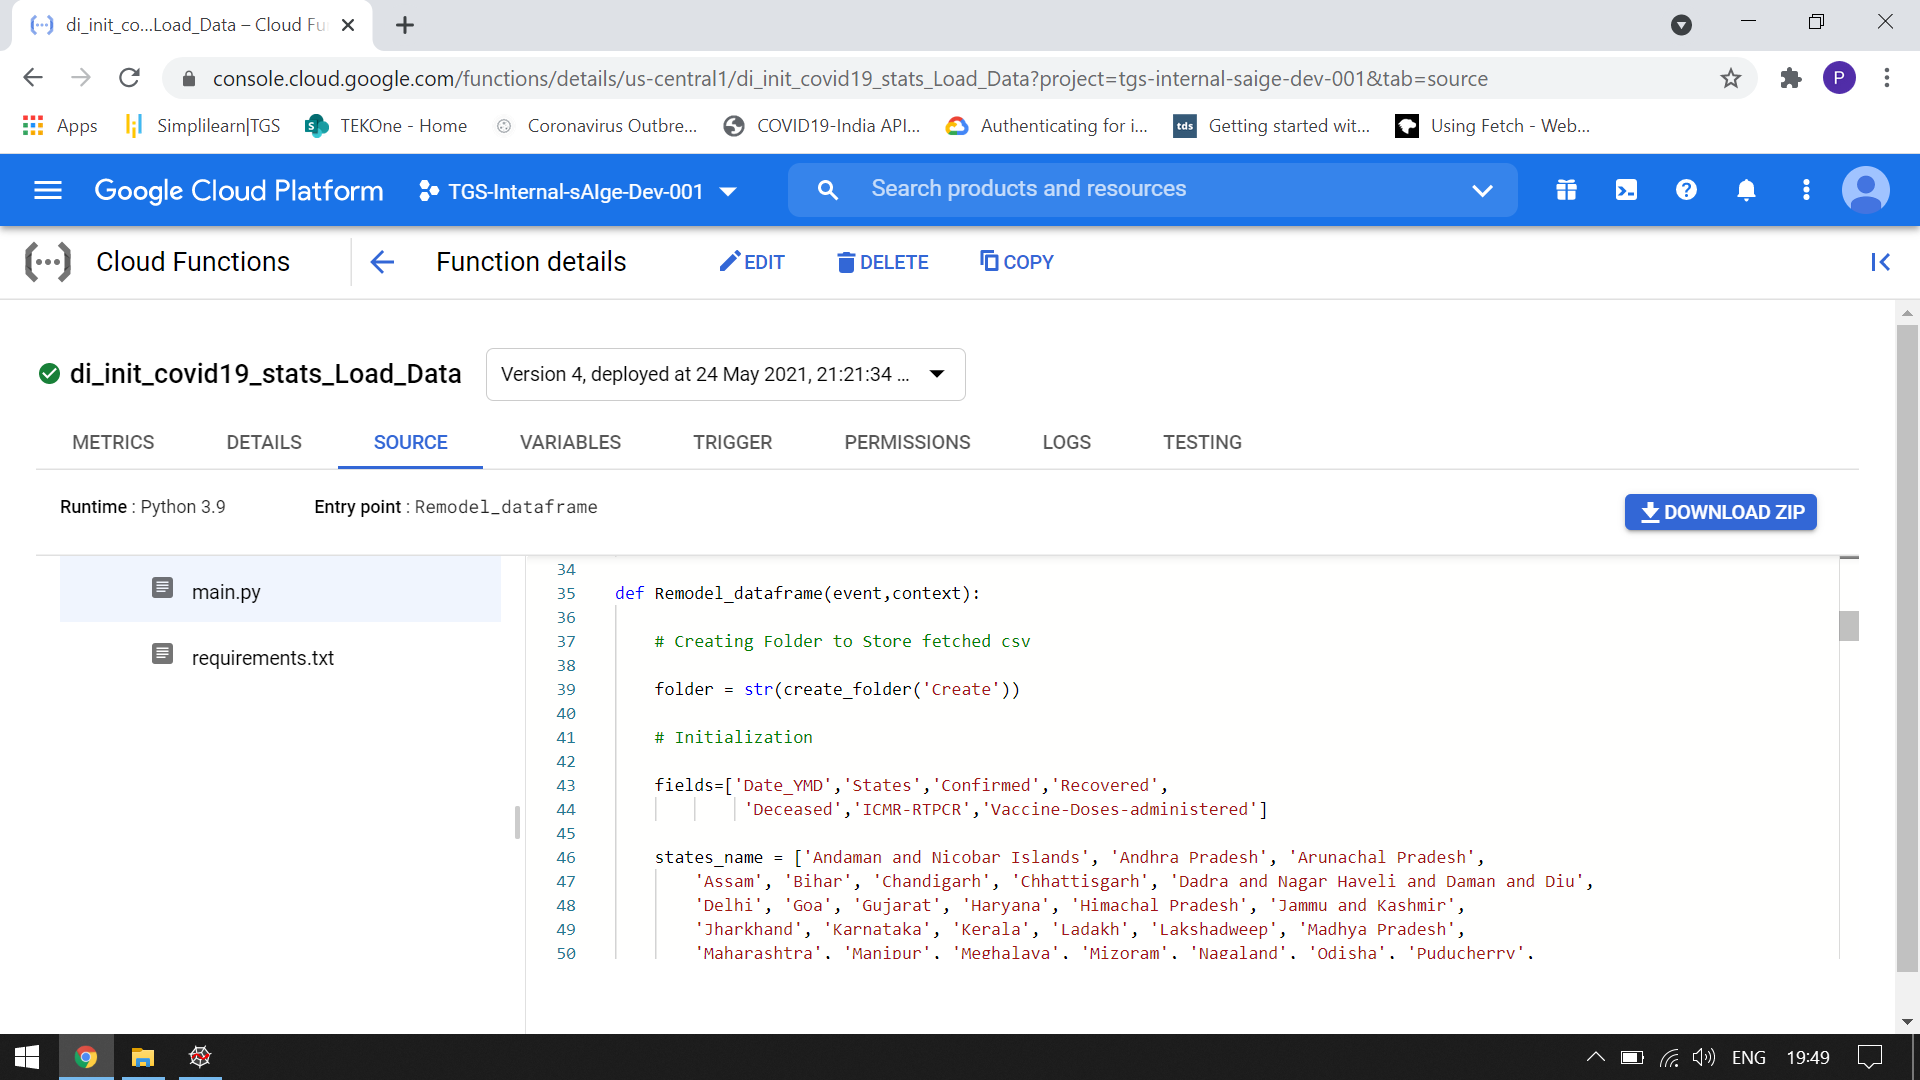 di_init_co...Load_Data – Cloud Fu
console.cloud.google.com/functions/details/us-central1/di_init_covid19_stats_Load_Data?project=tgs-internal-saige-dev-001&tab=source
P
Apps Simplilearn|TGS TEKOne - Home Coronavirus Outbre... COVID19-India API... Authenticating for i... tds Getting started wit... Using Fetch - Web...
Google Cloud Platform TGS-Internal-sAIge-Dev-001 Search products and resources
Cloud Functions Function details EDIT DELETE COPY
di_init_covid19_stats_Load_Data Version 4, deployed at 24 May 2021, 21:21:34 ...
METRICS DETAILS SOURCE VARIABLES TRIGGER PERMISSIONS LOGS TESTING
Runtime : Python 3.9 Entry point : Remodel_dataframe DOWNLOAD ZIP
main.py
requirements.txt
34
35 def Remodel_dataframe(event,context):
36
37 # Creating Folder to Store fetched csv
38
39 folder = str(create_folder('Create'))
40
41 # Initialization
42
43 fields=['Date_YMD','States','Confirmed','Recovered',
44 'Deceased','ICMR-RTPCR','Vaccine-Doses-administered']
45
46 states_name = ['Andaman and Nicobar Islands', 'Andhra Pradesh', 'Arunachal Pradesh',
47 'Assam', 'Bihar', 'Chandigarh', 'Chhattisgarh', 'Dadra and Nagar Haveli and Daman and Diu',
48 'Delhi', 'Goa', 'Gujarat', 'Haryana', 'Himachal Pradesh', 'Jammu and Kashmir',
49 'Jharkhand', 'Karnataka', 'Kerala', 'Ladakh', 'Lakshadweep', 'Madhya Pradesh',
50 'Maharashtra', 'Manipur', 'Meghalaya', 'Mizoram', 'Nagaland', 'Odisha', 'Puducherry',
ENG 19:49